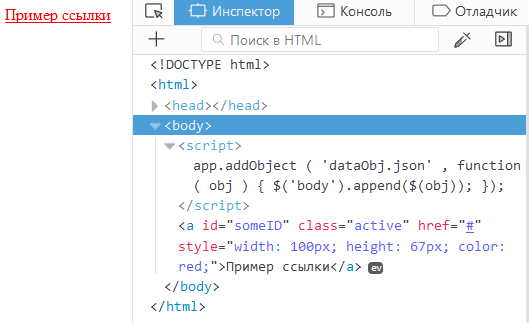 Пример ссылки
Инспектор Консоль Отладчик
Поиск в HTML
<!DOCTYPE html>
<html>
<head></head>
<body>
<script>
app.addObject ( 'dataObj.json' , function
( obj ) { $('body').append($(obj)); });
</script>
<a id="someID" class="active" href="#"
style="width: 100px; height: 67px; color:
red;">Пример ссылки</a> ev
</body>
</html>